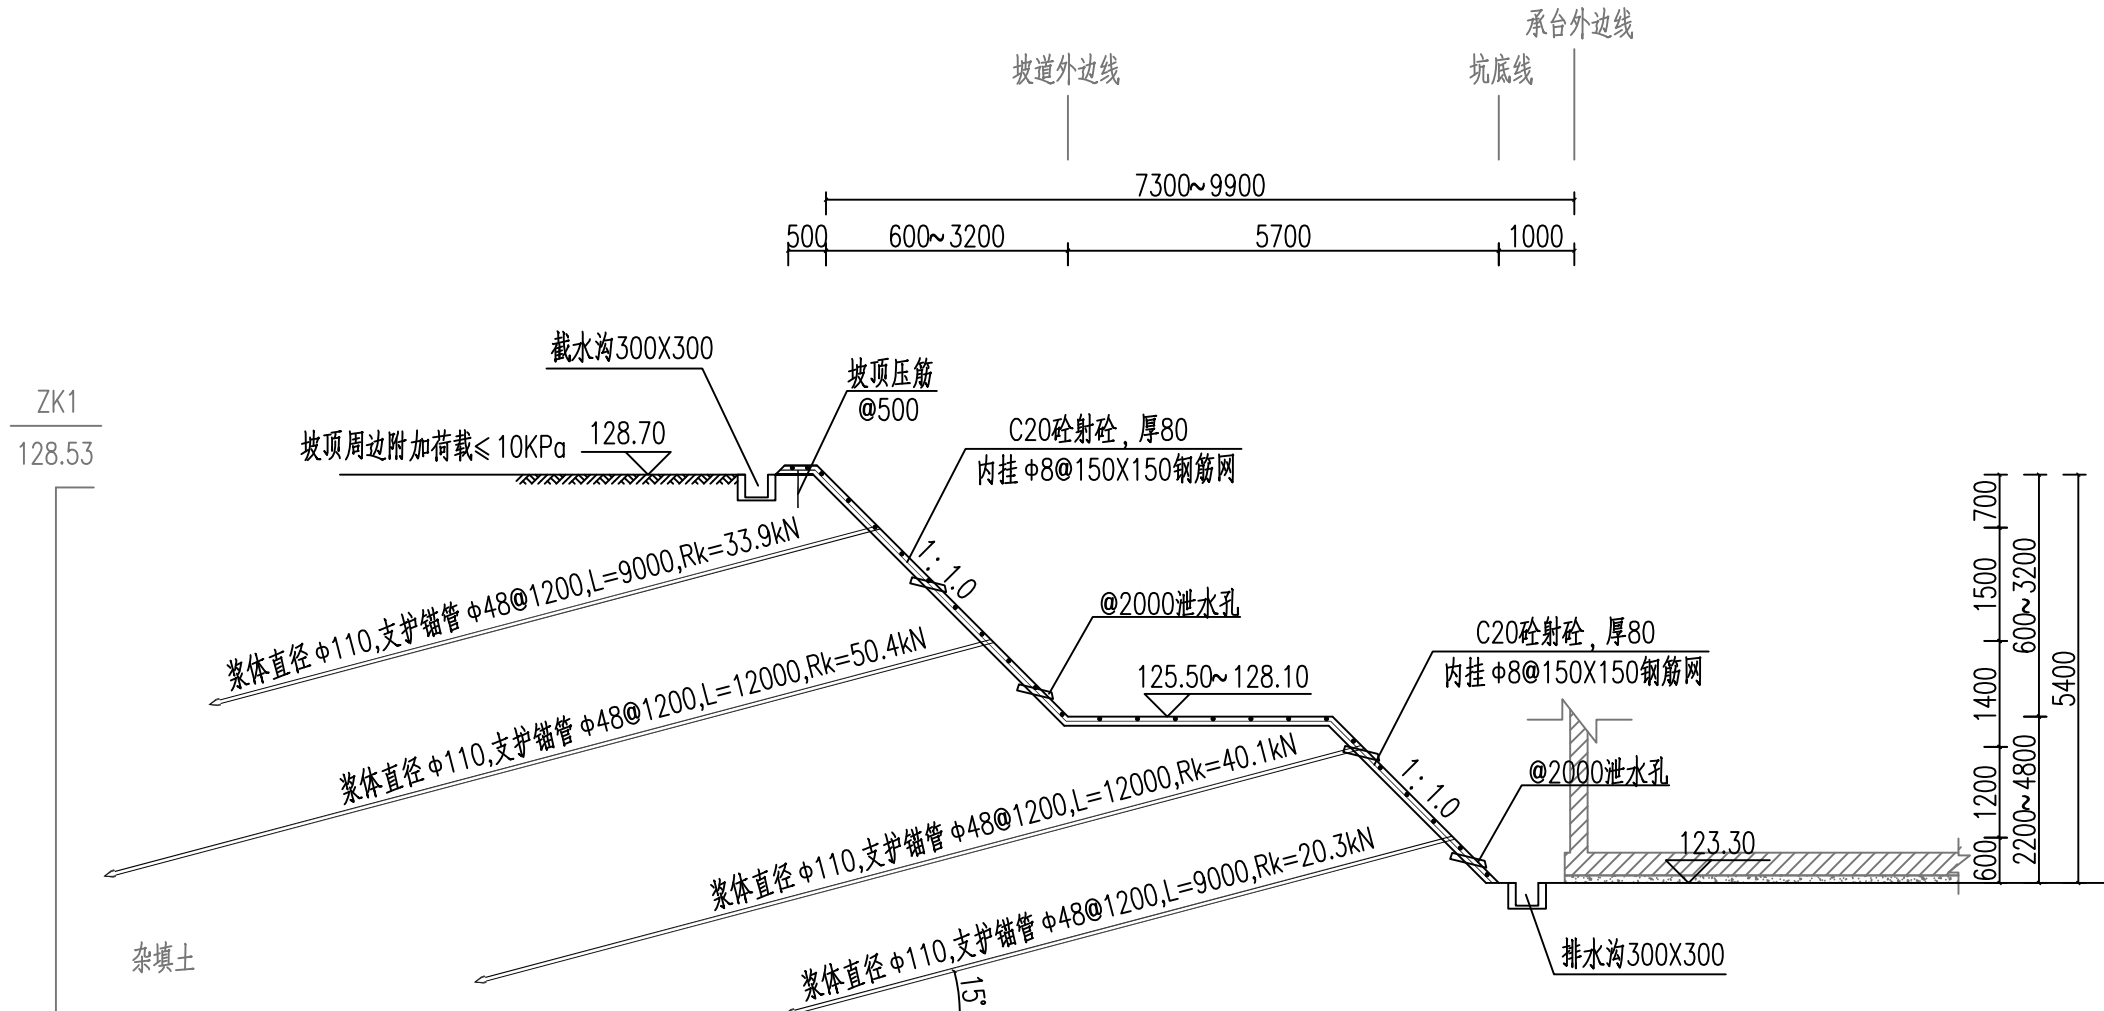 承台外边线
坡道外边线
坑底线
7300~9900
500
600~3200
5700
1000
截水沟300X300
坡顶压筋
@500
ZK1
128.53
坡顶周边附加荷载≤10KPa
128.70
C20砼射砼，厚80
内挂Φ8@150X150钢筋网
1：1.0
浆体直径Φ110,支护锚管Φ48@1200,L=9000,Rk=33.9kN
浆体直径Φ110,支护锚管Φ48@1200,L=12000,Rk=50.4kN
@2000泄水孔
125.50~128.10
C20砼射砼，厚80
内挂Φ8@150X150钢筋网
1：1.0
@2000泄水孔
浆体直径Φ110,支护锚管Φ48@1200,L=12000,Rk=40.1kN
浆体直径Φ110,支护锚管Φ48@1200,L=9000,Rk=20.3kN
15°
123.30
排水沟300X300
杂填土
700
1500
1400
1200
600
600~3200
2200~4800
5400